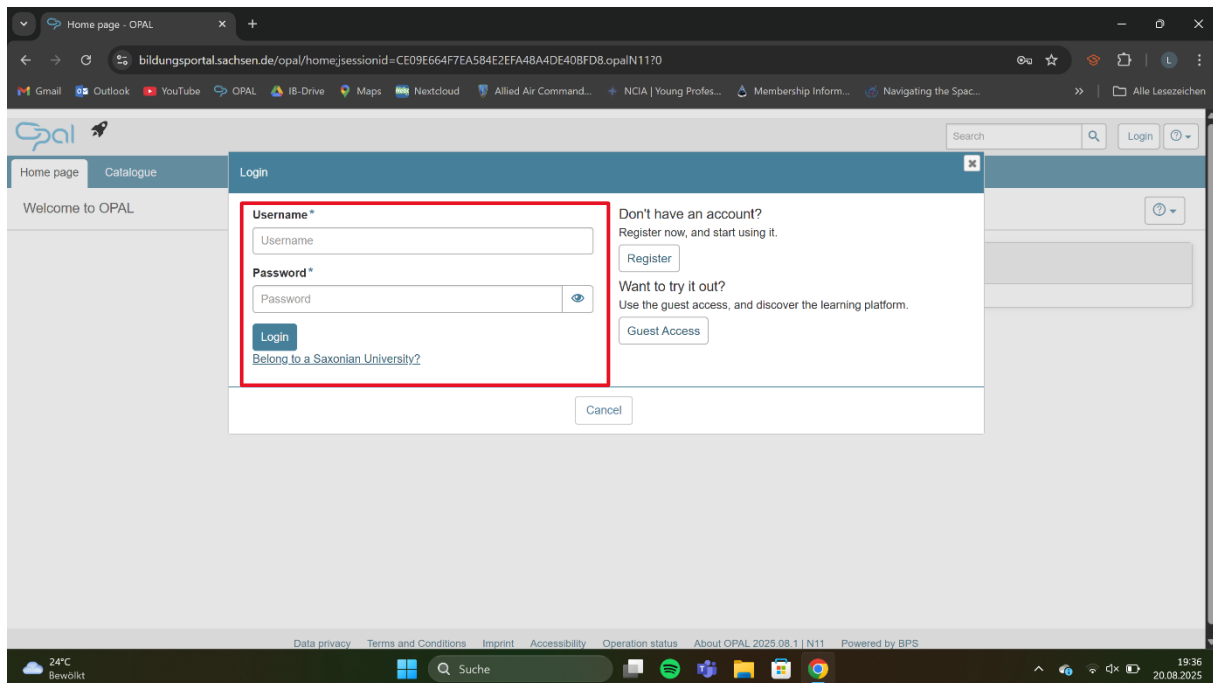 Home page - OPAL
bildungsportal.sachsen.de/opal/home;jsessionid=CE09E664F7EA584E2EFA48A4DE40BFD8.opalN11?0
L
Gmail Outlook YouTube OPAL IB-Drive Maps Nextcloud Allied Air Command... NCIA | Young Profes... Membership Inform... Navigating the Spac... » Alle Lesezeichen
Opal
Search
Login
Home page Catalogue
Login
Welcome to OPAL
Username*
Username
Password*
Password
Login
Belong to a Saxonian University?
Don't have an account?
Register now, and start using it.
Register
Want to try it out?
Use the guest access, and discover the learning platform.
Guest Access
Cancel
Data privacy Terms and Conditions Imprint Accessibility Operation status About OPAL 2025.08.1 | N11 Powered by BPS
24°C
Bewölkt
Suche
19:36
20.08.2025